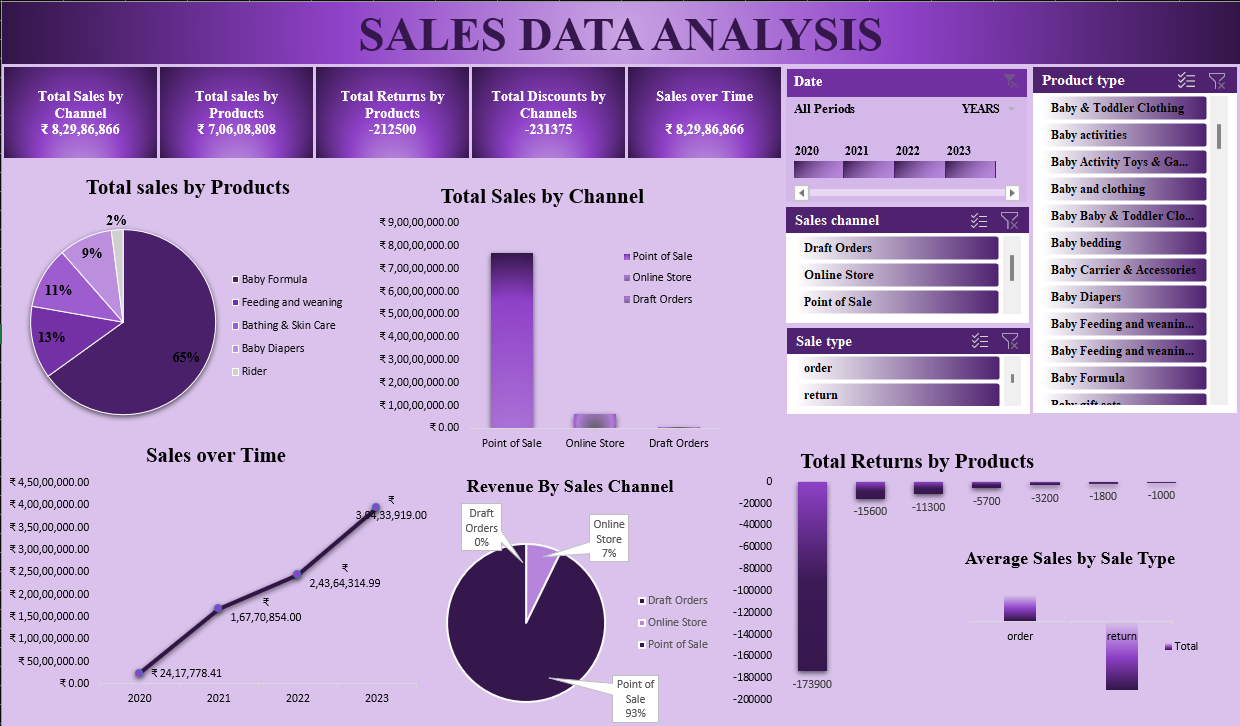 SALES DATA ANALYSIS
Total Sales by
Channel
₹ 8,29,86,866
Total sales by
Products
₹ 7,06,08,808
Total Returns by
Products
-212500
Total Discounts by
Channels
-231375
Sales over Time
₹ 8,29,86,866
Date
All Periods
YEARS
2020
2021
2022
2023
Product type
Baby & Toddler Clothing
Baby activities
Baby Activity Toys & Ga...
Baby and clothing
Baby Baby & Toddler Clo...
Baby bedding
Baby Carrier & Accessories
Baby Diapers
Baby Feeding and weanin...
Baby Feeding and weanin...
Baby Formula
Baby gift sets
Sales channel
Draft Orders
Online Store
Point of Sale
Sale type
order
return
Total sales by Products
2%
9%
11%
13%
65%
Baby Formula
Feeding and weaning
Bathing & Skin Care
Baby Diapers
Rider
Total Sales by Channel
₹ 9,00,00,000.00
₹ 8,00,00,000.00
₹ 7,00,00,000.00
₹ 6,00,00,000.00
₹ 5,00,00,000.00
₹ 4,00,00,000.00
₹ 3,00,00,000.00
₹ 2,00,00,000.00
₹ 1,00,00,000.00
₹ 0.00
Point of Sale
Online Store
Draft Orders
Point of Sale
Online Store
Draft Orders
Sales over Time
₹ 4,50,00,000.00
₹ 4,00,00,000.00
₹ 3,50,00,000.00
₹ 3,00,00,000.00
₹ 2,50,00,000.00
₹ 2,00,00,000.00
₹ 1,50,00,000.00
₹ 1,00,00,000.00
₹ 50,00,000.00
₹ 0.00
₹ 24,17,778.41
₹
1,67,70,854.00
₹
2,43,64,314.99
₹
3,94,33,919.00
2020
2021
2022
2023
Revenue By Sales Channel
Draft
Orders
0%
Online
Store
7%
Point of
Sale
93%
Draft Orders
Online Store
Point of Sale
Total Returns by Products
0
-20000
-40000
-60000
-80000
-100000
-120000
-140000
-160000
-180000
-200000
-173900
-15600
-11300
-5700
-3200
-1800
-1000
Average Sales by Sale Type
order
return
Total